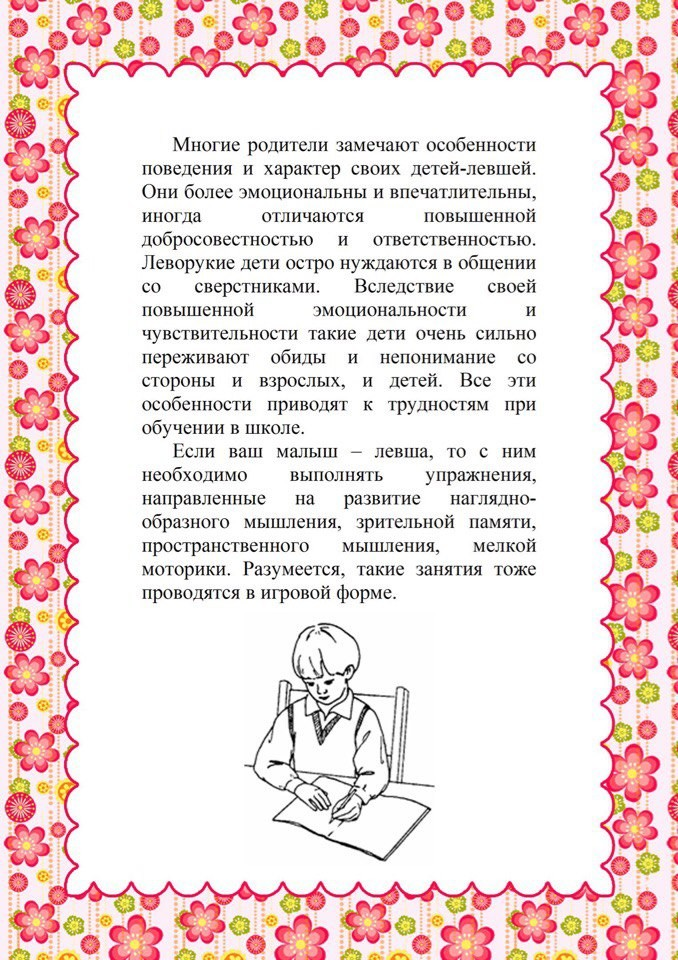 Многие родители замечают особенности
поведения и характер своих детей-левшей.
Они более эмоциональны и впечатлительны,
иногда отличаются повышенной
добросовестностью и ответственностью.
Леворукие дети остро нуждаются в общении
со сверстниками. Вследствие своей
повышенной эмоциональности и
чувствительности такие дети очень сильно
переживают обиды и непонимание со
стороны и взрослых, и детей. Все эти
особенности приводят к трудностям при
обучении в школе.
Если ваш малыш – левша, то с ним
необходимо выполнять упражнения,
направленные на развитие наглядно-
образного мышления, зрительной памяти,
пространственного мышления, мелкой
моторики. Разумеется, такие занятия тоже
проводятся в игровой форме.